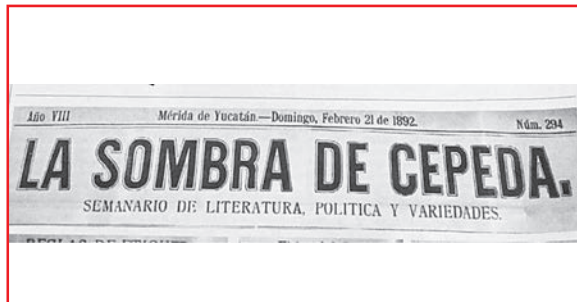 Año VIII Mérida de Yucatán.—Domingo, Febrero 21 de 1892. Núm. 294
LA SOMBRA DE CEPEDA.
SEMANARIO DE LITERATURA, POLITICA Y VARIEDADES.